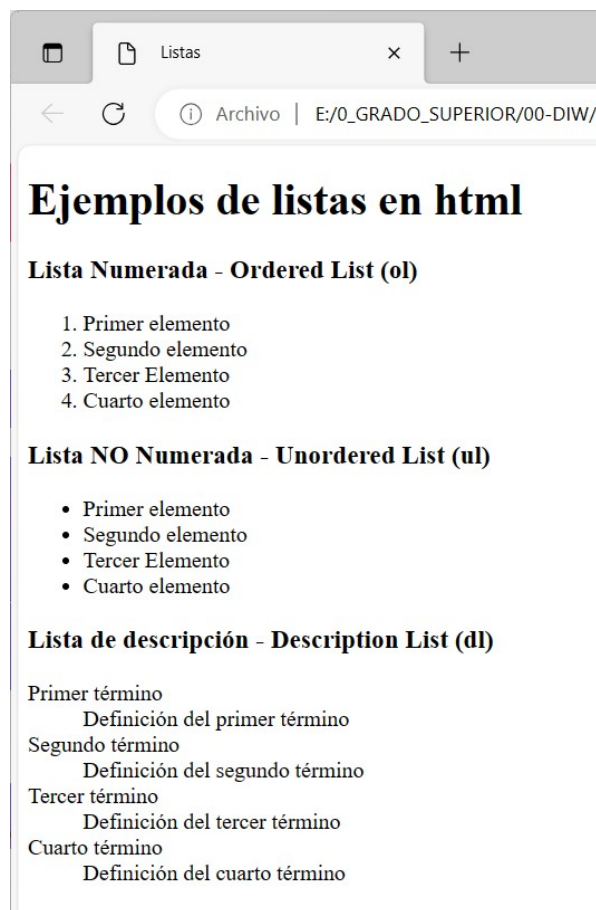 Listas
Archivo | E:/0_GRADO_SUPERIOR/00-DIW/
Ejemplos de listas en html
Lista Numerada - Ordered List (ol)
1. Primer elemento
2. Segundo elemento
3. Tercer Elemento
4. Cuarto elemento
Lista NO Numerada - Unordered List (ul)
• Primer elemento
• Segundo elemento
• Tercer Elemento
• Cuarto elemento
Lista de descripción - Description List (dl)
Primer término
Definición del primer término
Segundo término
Definición del segundo término
Tercer término
Definición del tercer término
Cuarto término
Definición del cuarto término